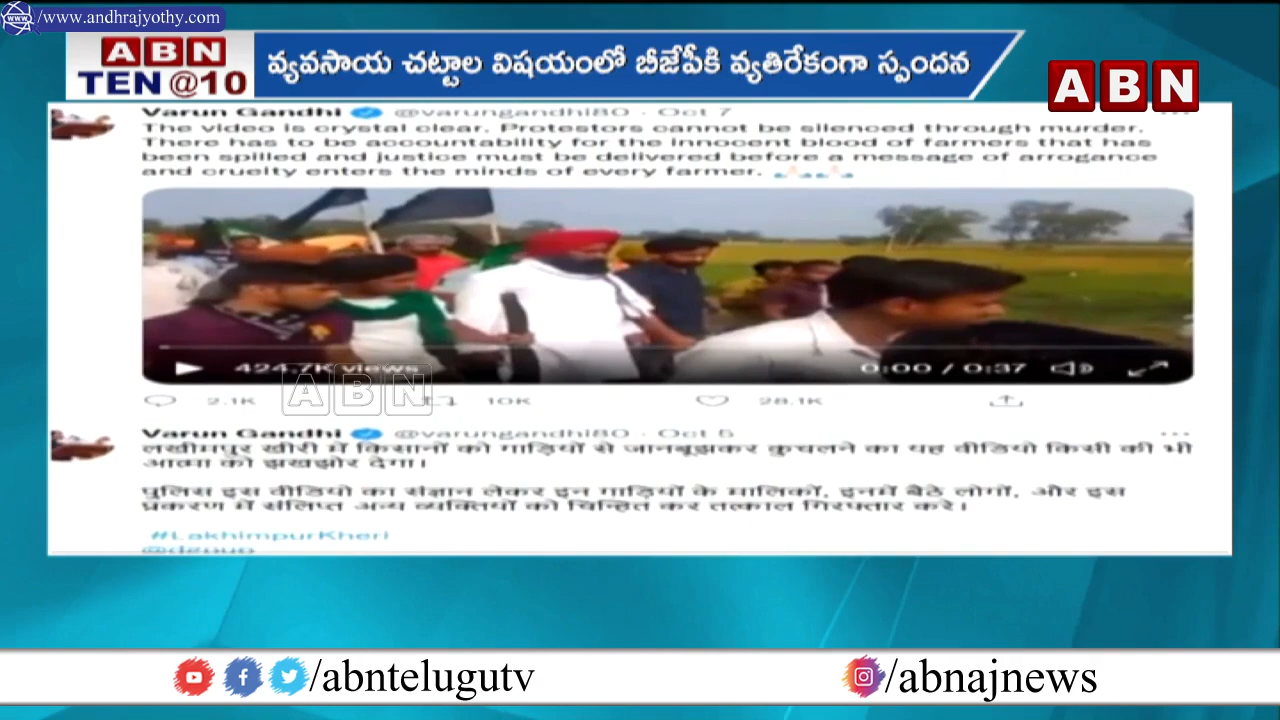 www /www.andhrajyothy.com
ABN
TEN @10
వ్యవసాయ చట్టాల విషయంలో బీజేపీకి వ్యతిరేకంగా స్పందన
ABN
Varun Gandhi @varungandhi80 · Oct 7
The video is crystal clear. Protestors cannot be silenced through murder.
There has to be accountability for the innocent blood of farmers that has
been spilled and justice must be delivered before a message of arrogance
and cruelty enters the minds of every farmer.
424.7K views
0:00 / 0:37
ABN
2.1K 10K 28.1K
Varun Gandhi @varungandhi80 · Oct 5
लखीमपुर खीरी में किसानों को गाड़ियों से जानबूझकर कुचलने का यह वीडियो किसी की भी
आत्मा को झखझोर देगा।
पुलिस इस वीडियो का संज्ञान लेकर इन गाड़ियों के मालिकों, इनमें बैठे लोगों, और इस
प्रकरण में संलिप्त अन्य व्यक्तियों को चिन्हित कर तत्काल गिरफ्तार करे।
#LakhimpurKheri
@dgpup
/abntelugutv
/abnajnews